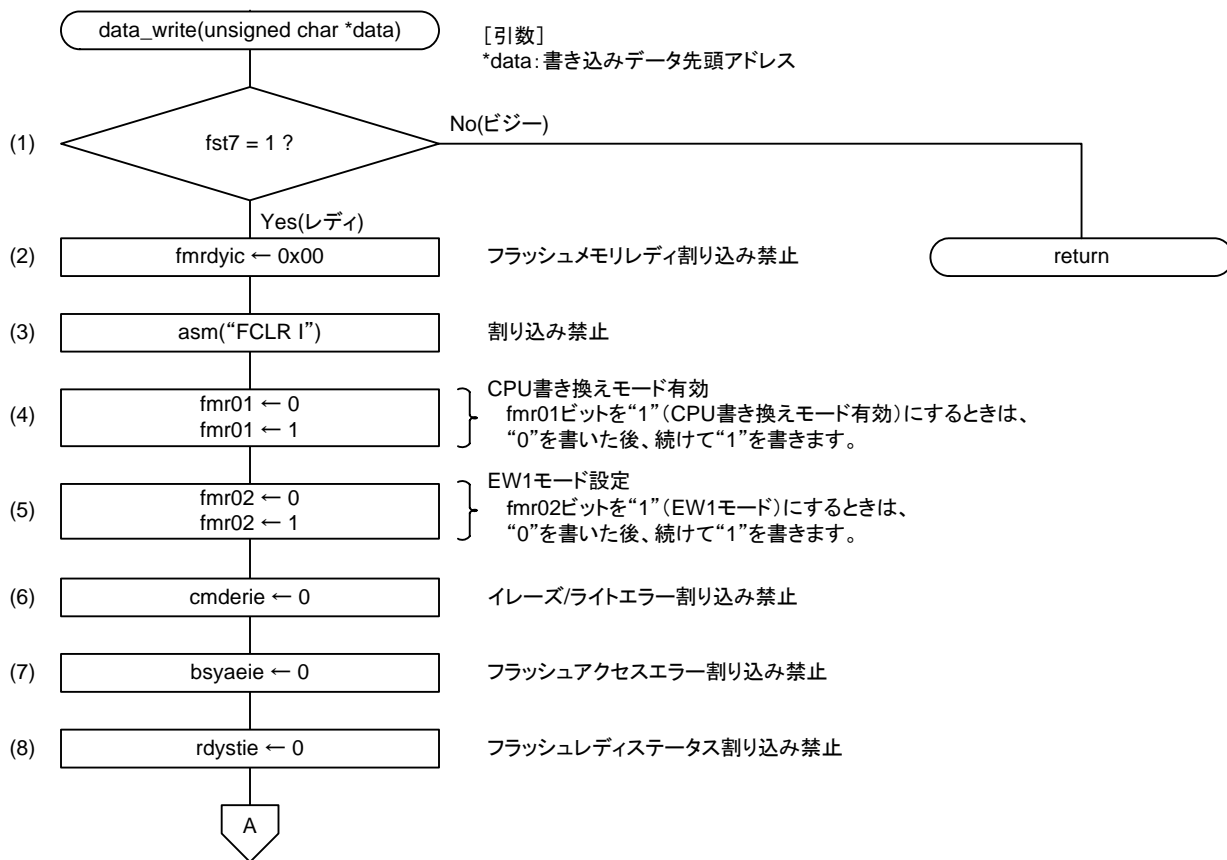 data_write(unsigned char *data)
[引数]
*data:書き込みデータ先頭アドレス
(1)
fst7 = 1 ?
No(ビジー)
Yes(レディ)
(2)
fmrdyic ← 0x00
フラッシュメモリレディ割り込み禁止
return
(3)
asm(“FCLR I”)
割り込み禁止
(4)
fmr01 ← 0
fmr01 ← 1
CPU書き換えモード有効
fmr01ビットを“1”(CPU書き換えモード有効)にするときは、
“0”を書いた後、続けて“1”を書きます。
(5)
fmr02 ← 0
fmr02 ← 1
EW1モード設定
fmr02ビットを“1”(EW1モード)にするときは、
“0”を書いた後、続けて“1”を書きます。
(6)
cmderie ← 0
イレーズ/ライトエラー割り込み禁止
(7)
bsyaeie ← 0
フラッシュアクセスエラー割り込み禁止
(8)
rdystie ← 0
フラッシュレディステータス割り込み禁止
A